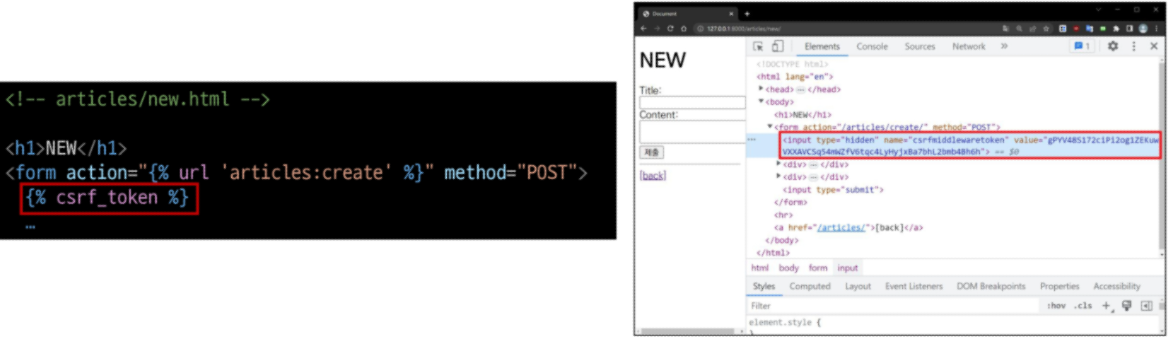 <!-- articles/new.html -->
<h1>NEW</h1>
<form action="{% url 'articles:create' %}" method="POST">
{% csrf_token %}
…
Document
127.0.0.1:8000/articles/new/
NEW
Title:
Content:
제출
[back]
Elements Console Sources Network » 1
<!DOCTYPE html>
<html lang="en">
<head> … </head>
<body>
<h1>NEW</h1>
<form action="/articles/create/" method="POST">
<input type="hidden" name="csrfmiddlewaretoken" value=
== $0
<div> … </div>
<div> … </div>
<input type="submit">
</form>
<hr>
<a href="/articles/">[back]</a>
</body>
</html>
html body form input
Styles Computed Layout Event Listeners DOM Breakpoints Properties Accessibility
Filter :hov .cls +
element.style {